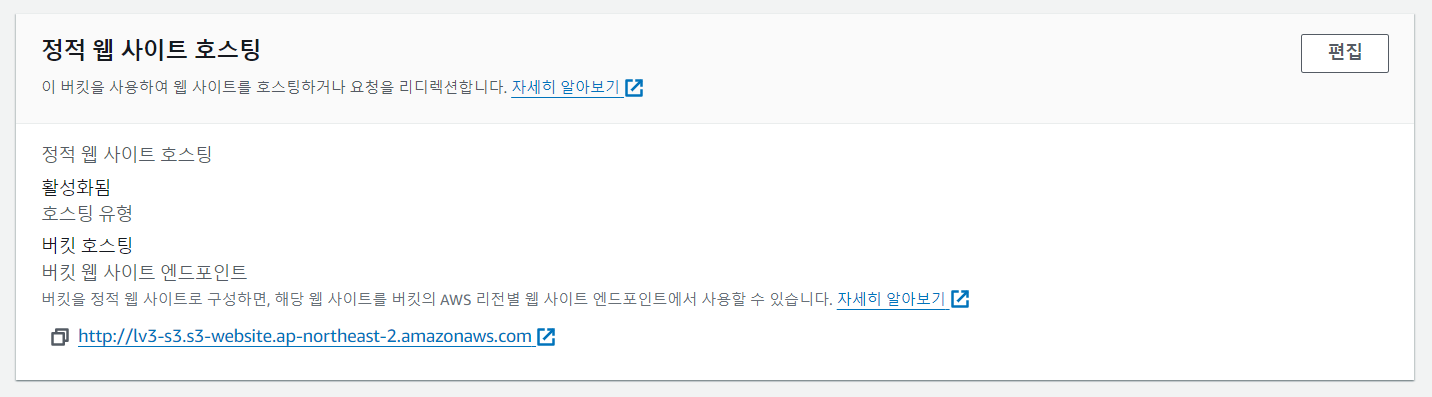 정적 웹 사이트 호스팅
편집
이 버킷을 사용하여 웹 사이트를 호스팅하거나 요청을 리디렉션합니다. 자세히 알아보기
정적 웹 사이트 호스팅
활성화됨
호스팅 유형
버킷 호스팅
버킷 웹 사이트 엔드포인트
버킷을 정적 웹 사이트로 구성하면, 해당 웹 사이트를 버킷의 AWS 리전별 웹 사이트 엔드포인트에서 사용할 수 있습니다. 자세히 알아보기
http://lv3-s3.s3-website.ap-northeast-2.amazonaws.com